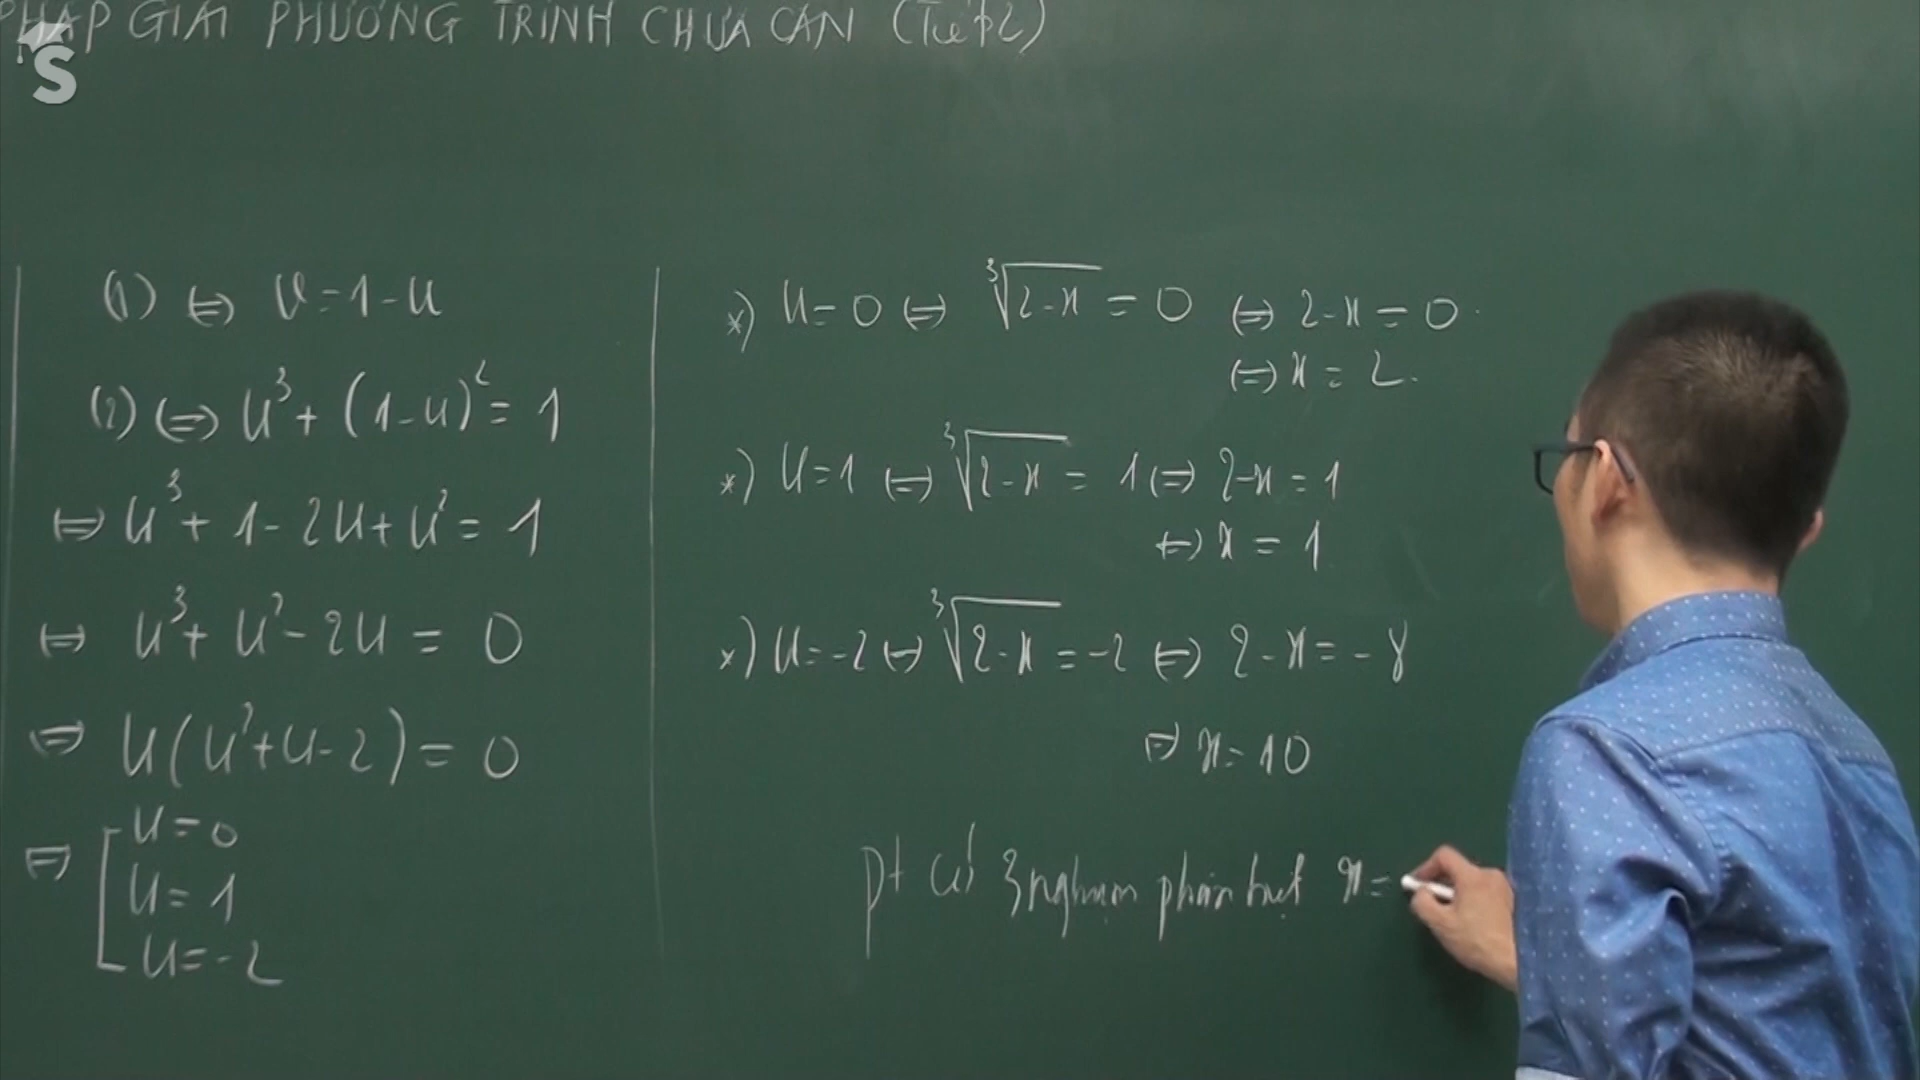 PHÁP GIẢI PHƯƠNG TRÌNH CHỨA CĂN (Tiếp 2)
S
(1) ⇔ v = 1 - u
(2) ⇔ u³ + (1 - u)² = 1
⇔ u³ + 1 - 2u + u² = 1
⇔ u³ + u² - 2u = 0
⇔ u(u² + u - 2) = 0
⇔ [ u = 0
u = 1
u = -2
*) u = 0 ⇔ ∛(2 - x) = 0 ⇔ 2 - x = 0
⇔ x = 2.
*) u = 1 ⇔ ∛(2 - x) = 1 ⇔ 2 - x = 1
⇔ x = 1
*) u = -2 ⇔ ∛(2 - x) = -2 ⇔ 2 - x = -8
⇔ x = 10
pt có 3 nghiệm phân biệt x =